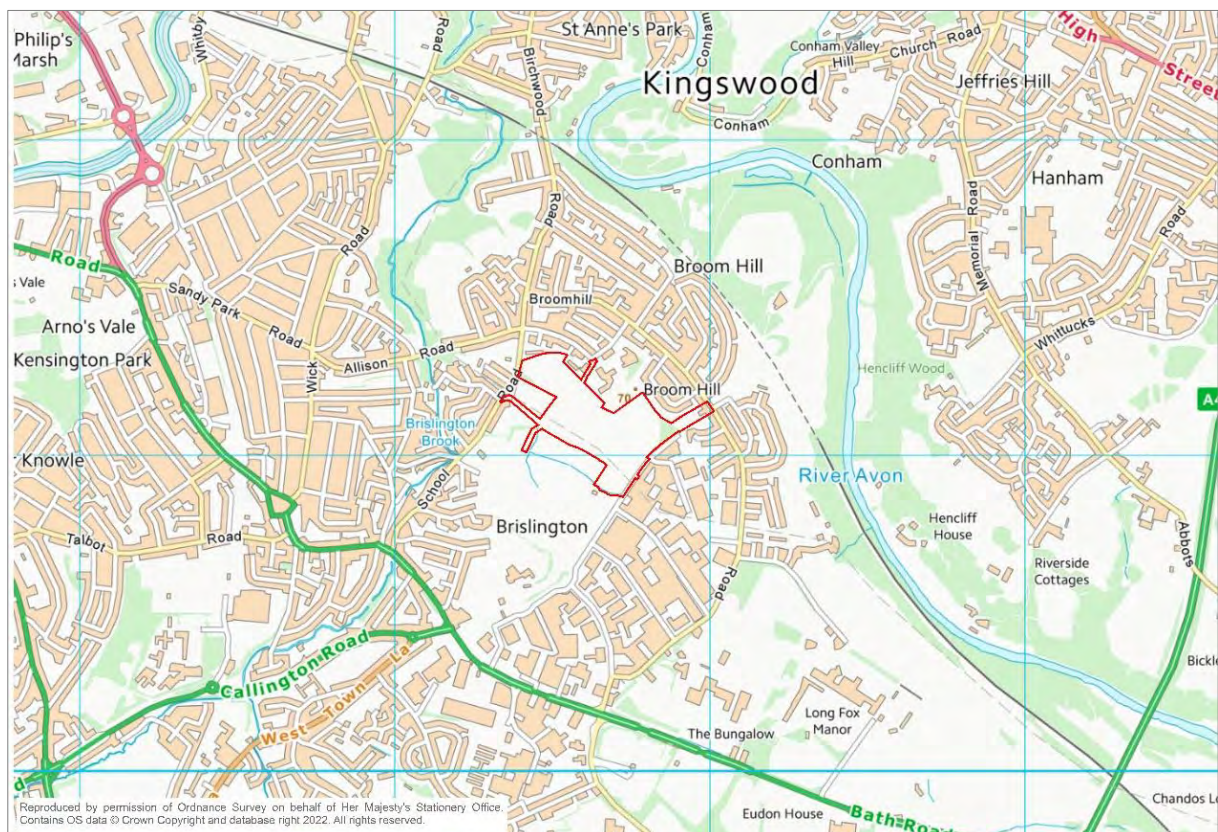 Philip's
Marsh
Whitby
Road
Birchwood
St Anne's Park
Conham
Conham Valley
Hill
Church Road
High
Street
Jeffries Hill
Kingswood
Conham
Conham
Hanham
Memorial Road
Road
Road
Road
Road
s Vale
Sandy Park
Road
Arno's Vale
Kensington Park
Wick
Allison
Road
Broomhill
Broom Hill
Whittucks
Hencliff Wood
Road
70
Broom Hill
A4
Brislington
Brook
r Knowle
School
River Avon
Brislington
Hencliff
House
Talbot
Road
Riverside
Cottages
Abbots
Road
Callington Road
West Town La
Bickle
Long Fox
Manor
The Bungalow
d
Eudon House
Bath Road
Chandos Lo
Reproduced by permission of Ordnance Survey on behalf of Her Majesty's Stationery Office.
Contains OS data © Crown Copyright and database right 2022. All rights reserved.